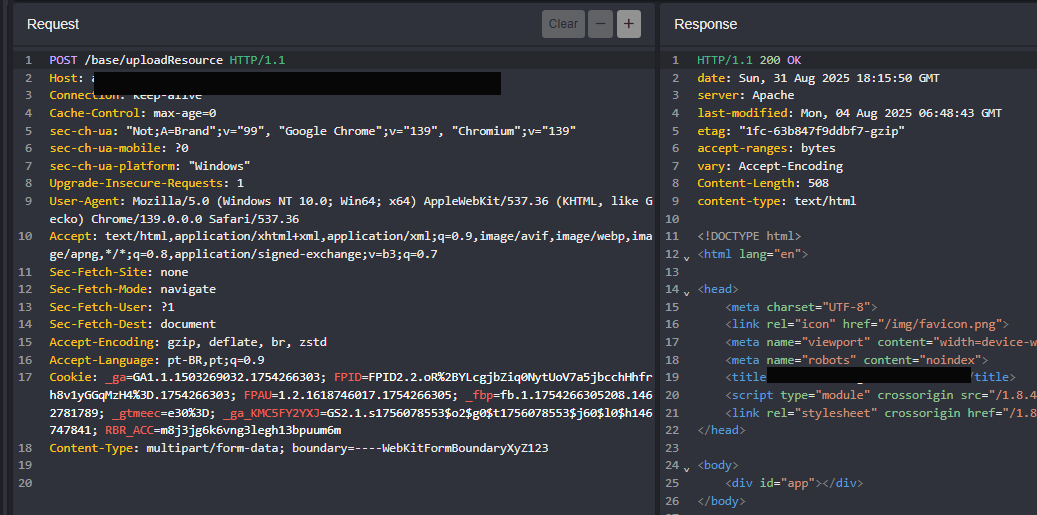 Request
Clear
−
+
1 POST /base/uploadResource HTTP/1.1
2 Host:
3 Connection: keep-alive
4 Cache-Control: max-age=0
5 sec-ch-ua: "Not;A=Brand";v="99", "Google Chrome";v="139", "Chromium";v="139"
6 sec-ch-ua-mobile: ?0
7 sec-ch-ua-platform: "Windows"
8 Upgrade-Insecure-Requests: 1
9 User-Agent: Mozilla/5.0 (Windows NT 10.0; Win64; x64) AppleWebKit/537.36 (KHTML, like G
ecko) Chrome/139.0.0.0 Safari/537.36
10 Accept: text/html,application/xhtml+xml,application/xml;q=0.9,image/avif,image/webp,ima
ge/apng,*/*;q=0.8,application/signed-exchange;v=b3;q=0.7
11 Sec-Fetch-Site: none
12 Sec-Fetch-Mode: navigate
13 Sec-Fetch-User: ?1
14 Sec-Fetch-Dest: document
15 Accept-Encoding: gzip, deflate, br, zstd
16 Accept-Language: pt-BR,pt;q=0.9
17 Cookie: _ga=GA1.1.1503269032.1754266303; FPID=FPID2.2.oR%2BYLcgjbZiq0NytUoV7a5jbcchHhfr
h8v1yGGqMzH4%3D.1754266303; FPAU=1.2.1618746017.1754266305; _fbp=fb.1.1754266305208.146
2781789; _gtmeec=e30%3D; _ga_KMC5FY2YXJ=GS2.1.s1756078553$o2$g0$t1756078553$j60$l0$h146
747841; RBR_ACC=m8j3jg6k6vng3legh13bpuum6m
18 Content-Type: multipart/form-data; boundary=----WebKitFormBoundaryXyZ123
19
20
Response
1 HTTP/1.1 200 OK
2 date: Sun, 31 Aug 2025 18:15:50 GMT
3 server: Apache
4 last-modified: Mon, 04 Aug 2025 06:48:43 GMT
5 etag: "1fc-63b847f9ddbf7-gzip"
6 accept-ranges: bytes
7 vary: Accept-Encoding
8 Content-Length: 508
9 content-type: text/html
10
11 <!DOCTYPE html>
12 <html lang="en">
13
14 <head>
15 <meta charset="UTF-8">
16 <link rel="icon" href="/img/favicon.png">
17 <meta name="viewport" content="width=device-w
18 <meta name="robots" content="noindex">
19 <title /title>
20 <script type="module" crossorigin src="/1.8.4
21 <link rel="stylesheet" crossorigin href="/1.8
22 </head>
23
24 <body>
25 <div id="app"></div>
26 </body>